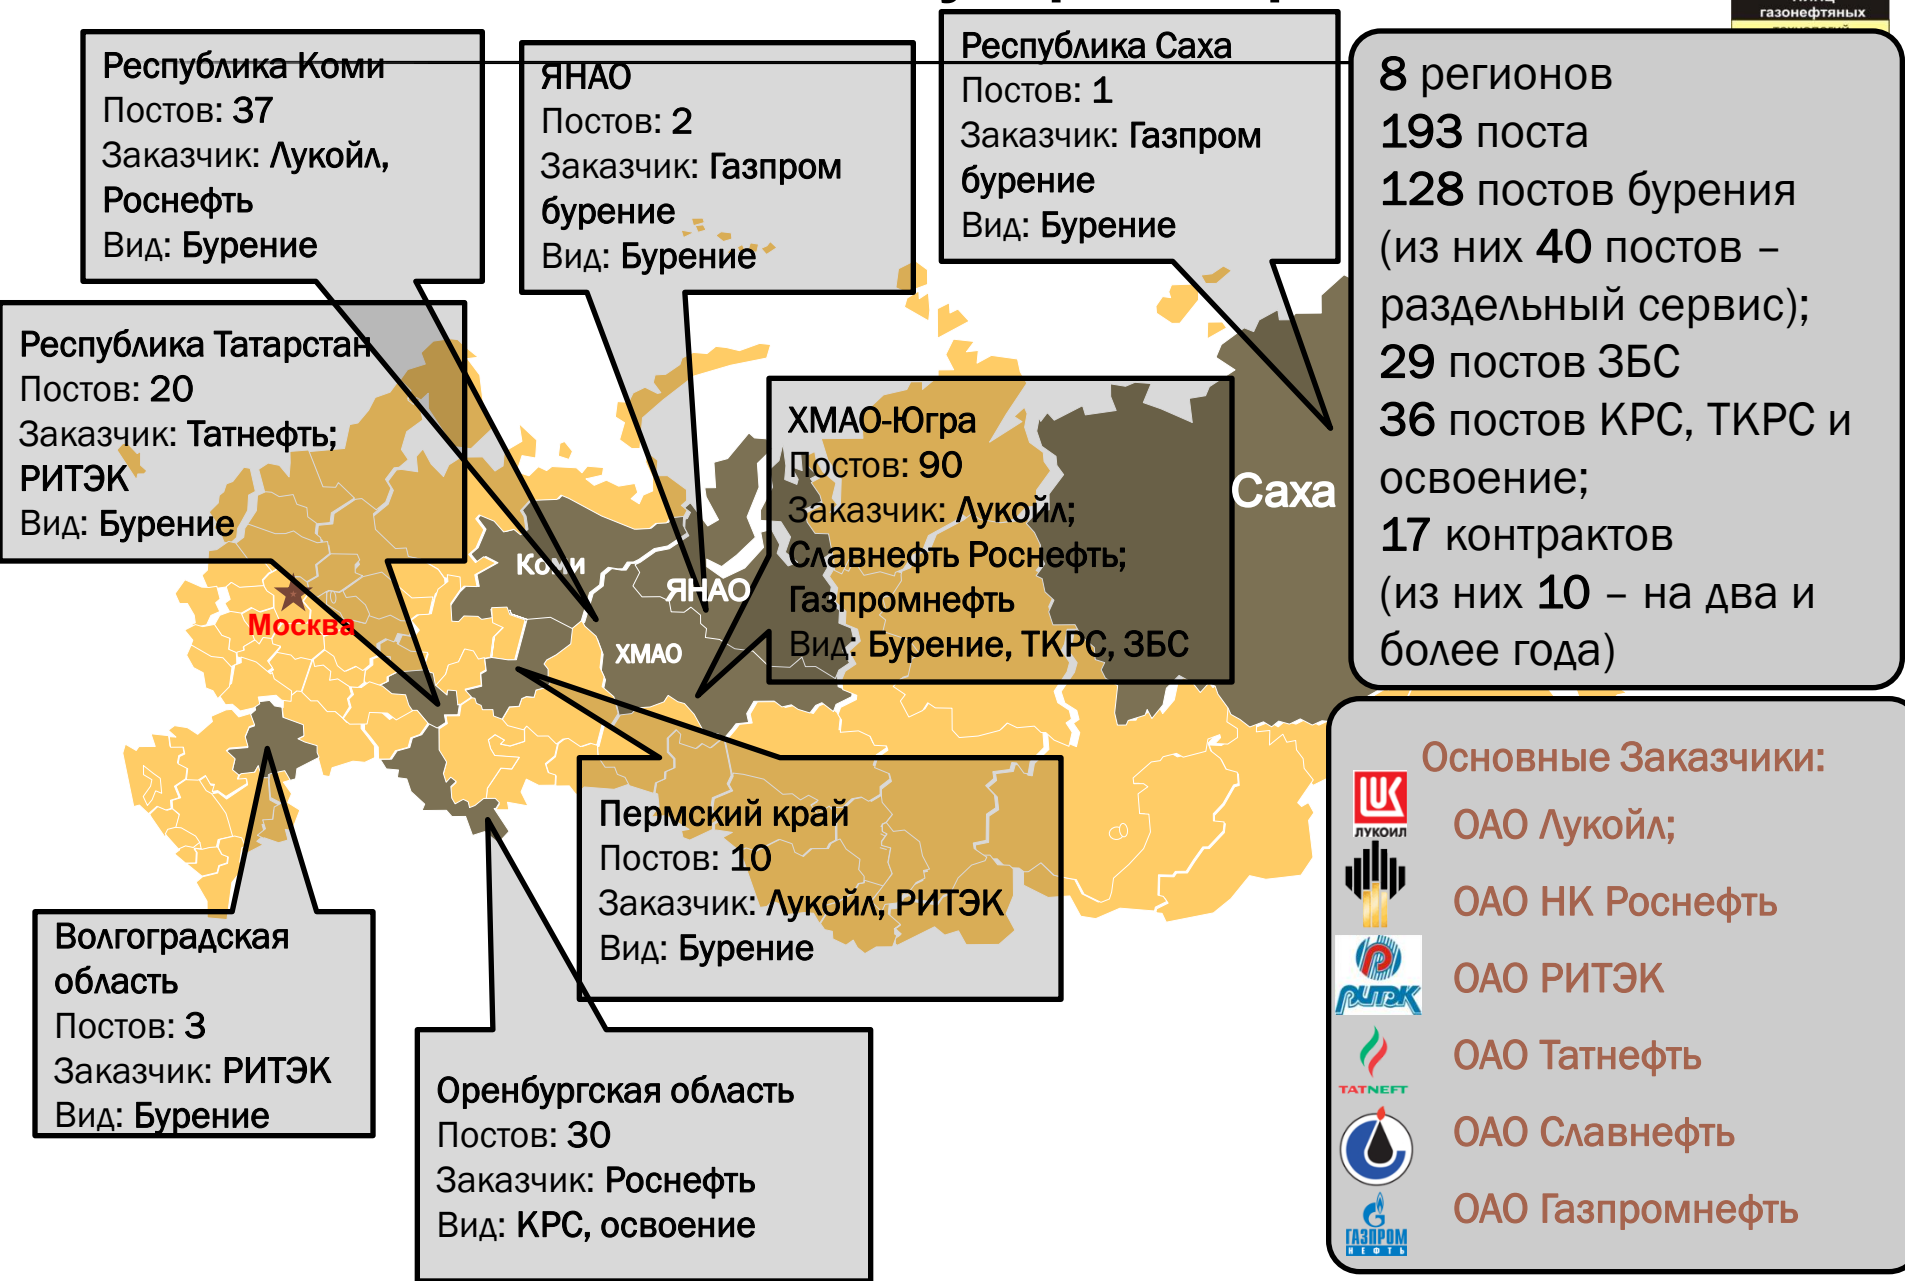 газонефтяных
Республика Коми
Постов: 37
Заказчик: Лукойл,
Роснефть
Вид: Бурение
ЯНАО
Постов: 2
Заказчик: Газпром
бурение
Вид: Бурение
Республика Саха
Постов: 1
Заказчик: Газпром
бурение
Вид: Бурение
8 регионов
193 поста
128 постов бурения
(из них 40 постов –
раздельный сервис);
29 постов ЗБС
36 постов КРС, ТКРС и
освоение;
17 контрактов
(из них 10 – на два и
более года)
Республика Татарстан
Постов: 20
Заказчик: Татнефть;
РИТЭК
Вид: Бурение
ХМАО-Югра
Постов: 90
Заказчик: Лукойл;
Славнефть Роснефть;
Газпромнефть
Вид: Бурение, ТКРС, ЗБС
Саха
Коми
ЯНАО
ХМАО
Москва
Пермский край
Постов: 10
Заказчик: Лукойл; РИТЭК
Вид: Бурение
Волгоградская
область
Постов: 3
Заказчик: РИТЭК
Вид: Бурение
Оренбургская область
Постов: 30
Заказчик: Роснефть
Вид: КРС, освоение
Основные Заказчики:
ЛУКОИЛ
ОАО Лукойл;
ОАО НК Роснефть
РИТЭК
ОАО РИТЭК
TATNEFT
ОАО Татнефть
ОАО Славнефть
ГАЗПРОМ
НЕФТЬ
ОАО Газпромнефть